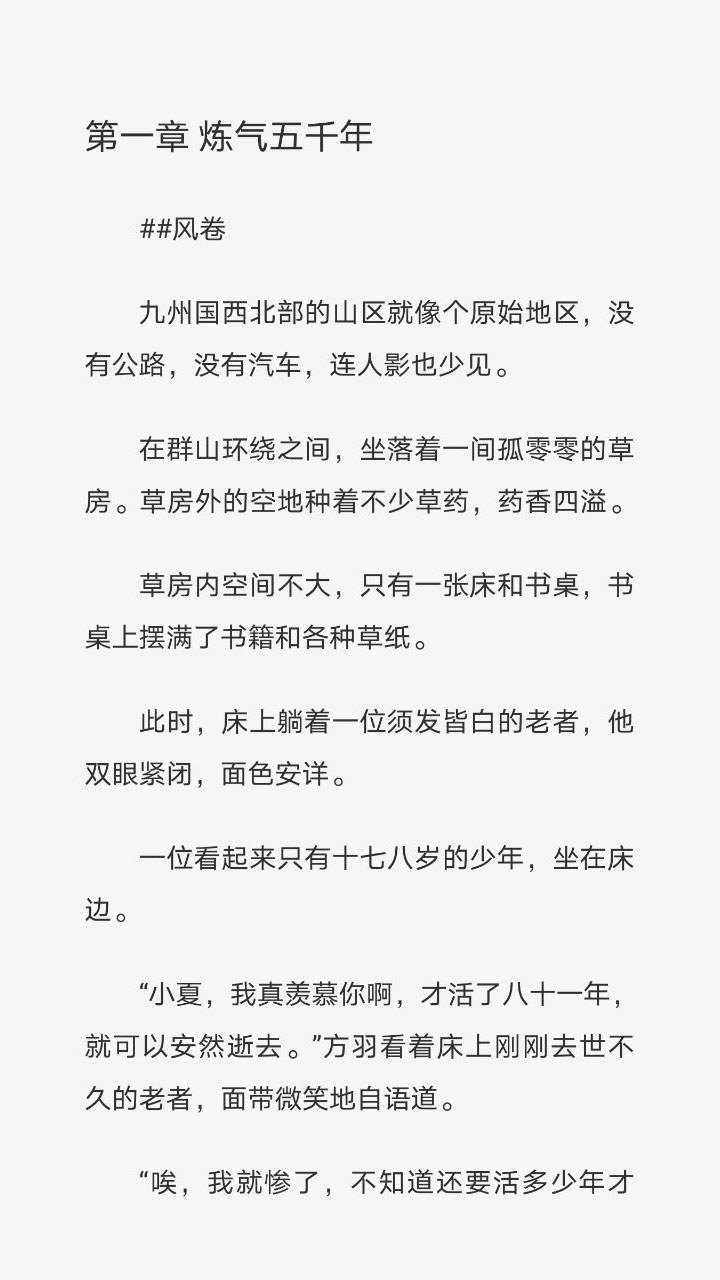 第一章 炼气五千年
##风卷
九州国西北部的山区就像个原始地区，没
有公路，没有汽车，连人影也少见。
在群山环绕之间，坐落着一间孤零零的草
房。草房外的空地种着不少草药，药香四溢。
草房内空间不大，只有一张床和书桌，书
桌上摆满了书籍和各种草纸。
此时，床上躺着一位须发皆白的老者，他
双眼紧闭，面色安详。
一位看起来只有十七八岁的少年，坐在床
边。
“小夏，我真羡慕你啊，才活了八十一年，
就可以安然逝去。”方羽看着床上刚刚去世不
久的老者，面带微笑地自语道。
“唉，我就惨了，不知道还要活多少年才